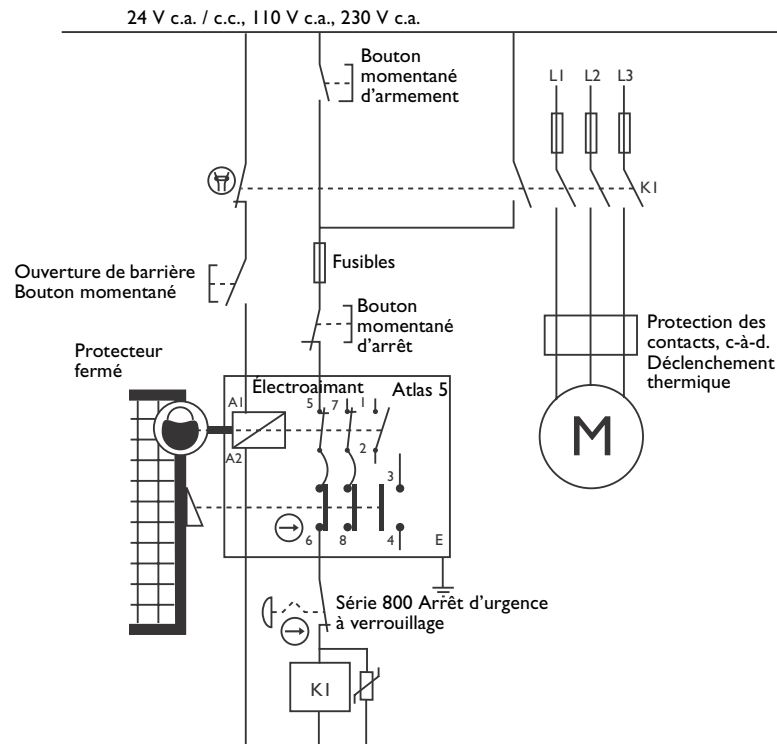 24 V c.a. / c.c., 110 V c.a., 230 V c.a.
Bouton
momentané
d'armement
L1 L2 L3
K1
Ouverture de barrière
Bouton momentané
Fusibles
Bouton
momentané
d'arrêt
Protection des
contacts, c-à-d.
Déclenchement
thermique
Protecteur
fermé
Électroaimant
Atlas 5
A1
5 7 1
A2
2
3
6 8 4
E
M
Série 800 Arrêt d'urgence
à verrouillage
K1